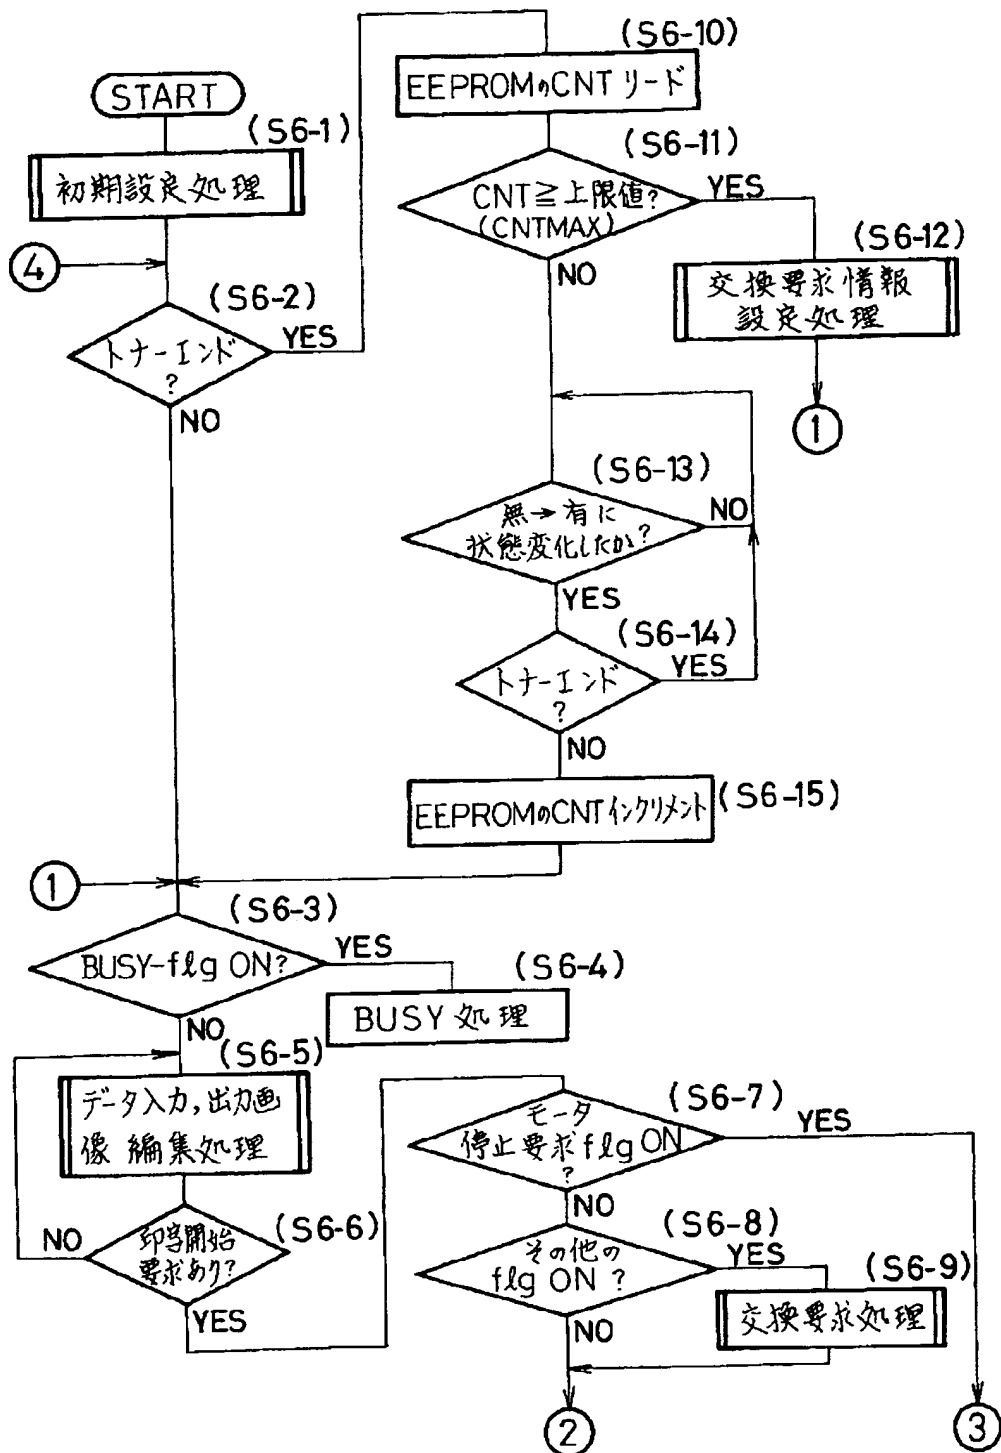 START
(S6-1)
初期設定処理
④
(S6-2)
トナーエンド
?
YES
NO
(S6-10)
EEPROMのCNTリード
(S6-11)
CNT≧上限値?
(CNTMAX)
YES
NO
(S6-12)
交換要求情報
設定処理
①
(S6-13)
無→有に
状態変化したか?
NO
YES
(S6-14)
トナーエンド
?
YES
NO
EEPROMのCNTインクリメント
(S6-15)
①
(S6-3)
BUSY-flg ON?
YES
NO
(S6-4)
BUSY処理
(S6-5)
データ入力,出力画
像編集処理
(S6-6)
印字開始
要求あり?
NO
YES
(S6-7)
モータ
停止要求flg ON
?
YES
NO
(S6-8)
その他の
flg ON ?
YES
NO
(S6-9)
交換要求処理
②
③